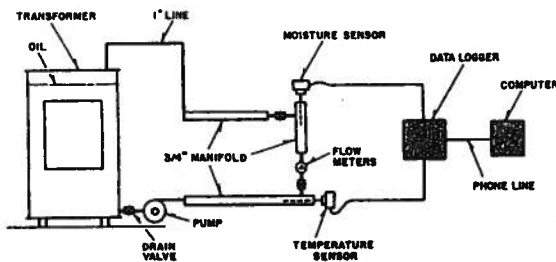 1" LINE
TRANSFORMER
OIL
MOISTURE SENSOR
DATA LOGGER
COMPUTER
3/4" MANIFOLD
FLOW
METERS
PHONE LINE
PUMP
DRAIN
VALVE
TEMPERATURE
SENSOR